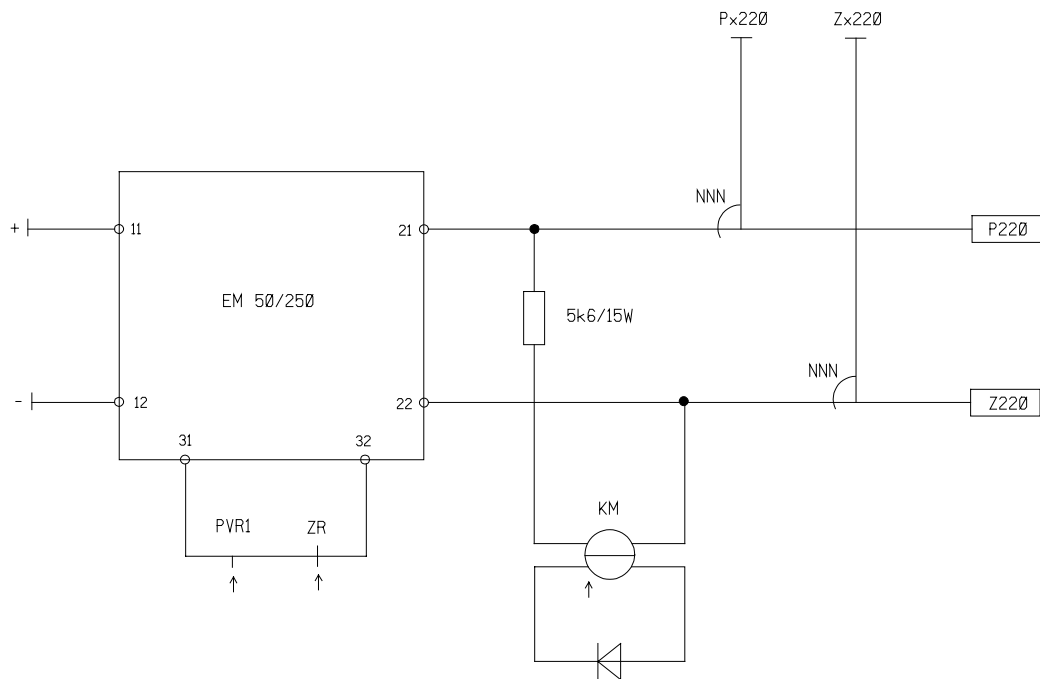 Px220 Zx220
NNN
+ 11 21 P220
EM 50/250
5k6/15W
NNN
- 12 22 Z220
31 32
KM
PVR1 ZR